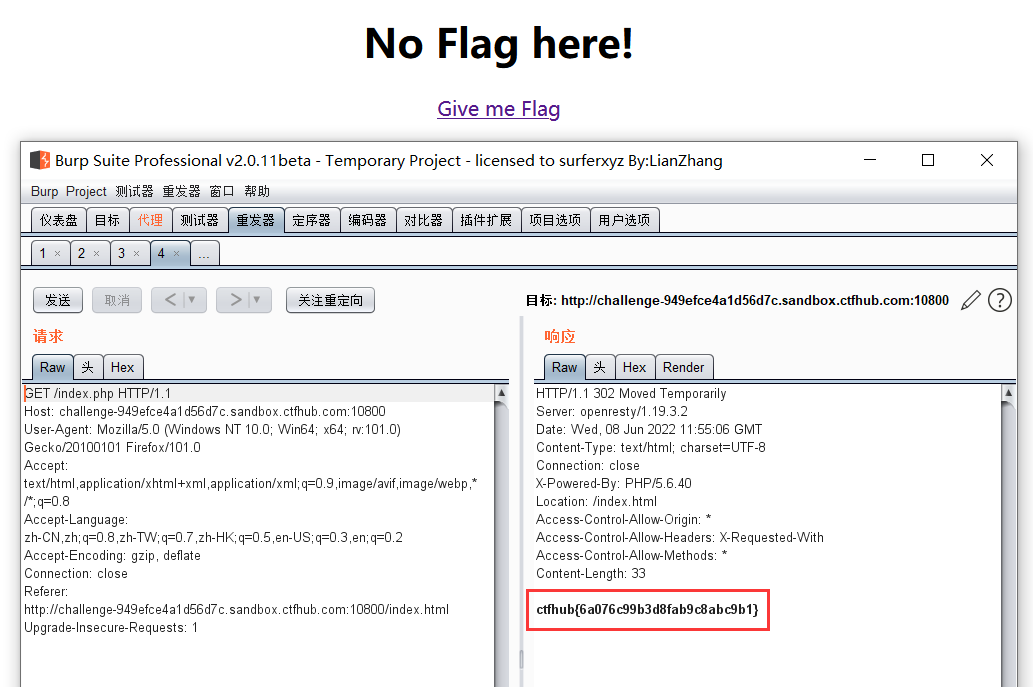 No Flag here!
Give me Flag
Burp Suite Professional v2.0.11beta - Temporary Project - licensed to surferxyz By:LianZhang
Burp Project 测试器 重发器 窗口 帮助
仪表盘 目标 代理 测试器 重发器 定序器 编码器 对比器 插件扩展 项目选项 用户选项
1 × 2 × 3 × 4 × ...
发送 取消 < ▼ > ▼ 关注重定向
目标: http://challenge-949efce4a1d56d7c.sandbox.ctfhub.com:10800 ?
请求
Raw 头 Hex
GET /index.php HTTP/1.1
Host: challenge-949efce4a1d56d7c.sandbox.ctfhub.com:10800
User-Agent: Mozilla/5.0 (Windows NT 10.0; Win64; x64; rv:101.0)
Gecko/20100101 Firefox/101.0
Accept:
text/html,application/xhtml+xml,application/xml;q=0.9,image/avif,image/webp,*
/*;q=0.8
Accept-Language:
zh-CN,zh;q=0.8,zh-TW;q=0.7,zh-HK;q=0.5,en-US;q=0.3,en;q=0.2
Accept-Encoding: gzip, deflate
Connection: close
Referer:
http://challenge-949efce4a1d56d7c.sandbox.ctfhub.com:10800/index.html
Upgrade-Insecure-Requests: 1
响应
Raw 头 Hex Render
HTTP/1.1 302 Moved Temporarily
Server: openresty/1.19.3.2
Date: Wed, 08 Jun 2022 11:55:06 GMT
Content-Type: text/html; charset=UTF-8
Connection: close
X-Powered-By: PHP/5.6.40
Location: /index.html
Access-Control-Allow-Origin: *
Access-Control-Allow-Headers: X-Requested-With
Access-Control-Allow-Methods: *
Content-Length: 33
ctfhub{6a076c99b3d8fab9c8abc9b1}